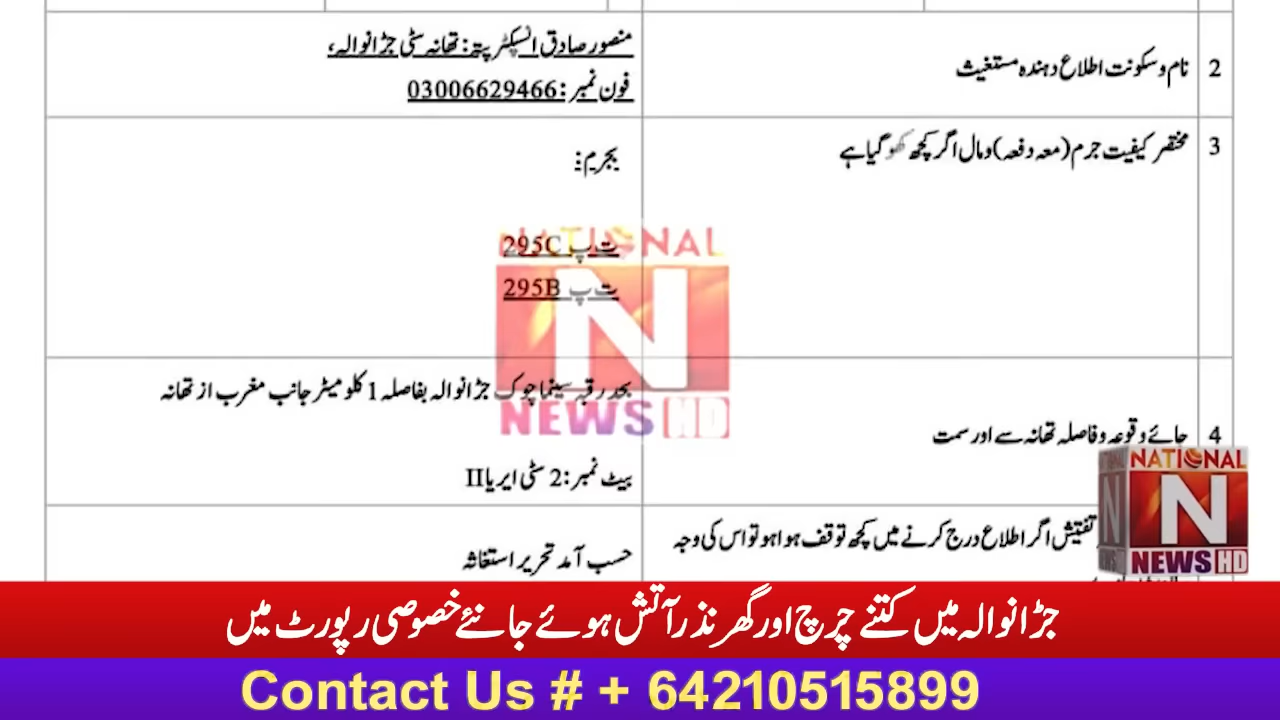 2 نام و سکونت اطلاع دہندہ مستغیث
منصور صادق انسپکٹر پتہ: تھانہ سٹی جڑانوالہ،
فون نمبر: 03006629466
3 مختصر کیفیت جرم (معہ دفعہ) و مال اگر کچھ کھو گیا ہے
بجرم:
ت پ 295C
ت پ 295B
4 جائے وقوعہ و فاصلہ تھانہ سے اور سمت
بحد رقبہ سینما چوک جڑانوالہ بفاصلہ 1 کلومیٹر جانب مغرب از تھانہ
بیٹ نمبر: 2 سٹی ایریا II
تفتیش اگر اطلاع درج کرنے میں کچھ توقف ہوا ہو تو اس کی وجہ
حسب آمد تحریر استغاثہ
NATIONAL
N
NEWS HD
NATIONAL
N
NEWS HD
جڑانوالہ میں کتنے چرچ اور گھر نذر آتش ہوئے جانئے خصوصی رپورٹ میں
Contact Us # + 64210515899